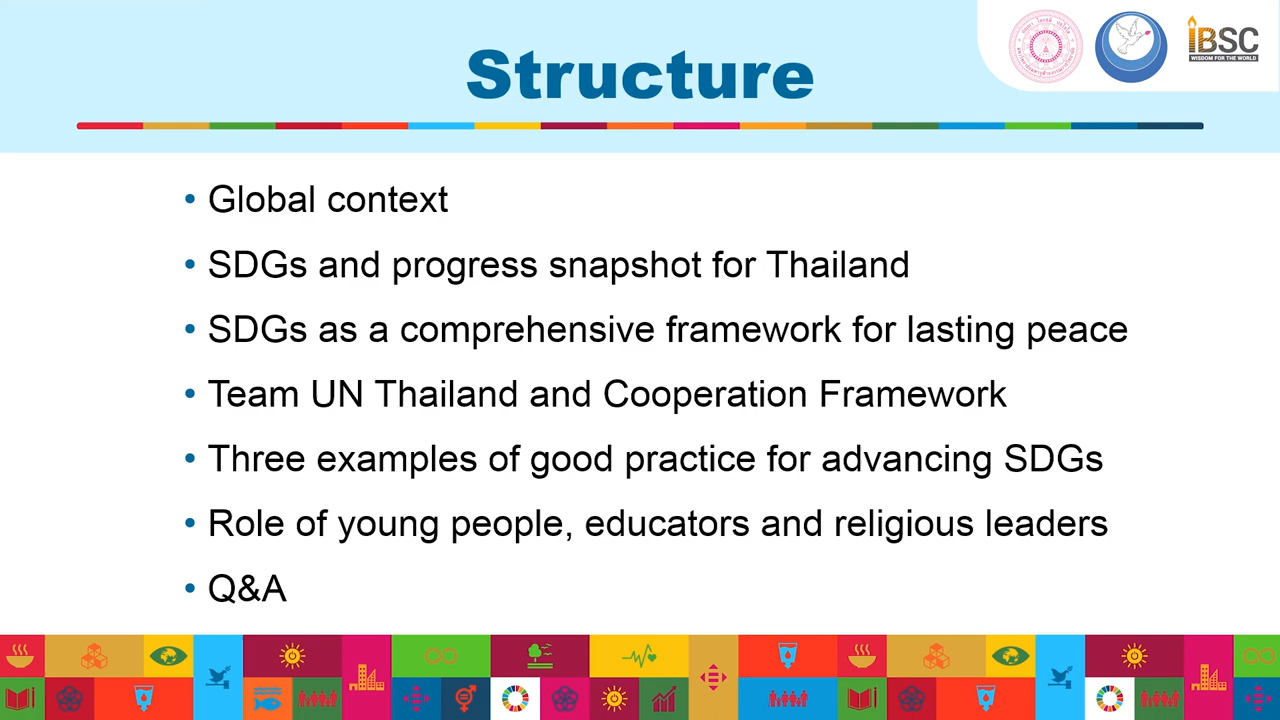 Structure
iBSC
WISDOM FOR THE WORLD
• Global context
• SDGs and progress snapshot for Thailand
• SDGs as a comprehensive framework for lasting peace
• Team UN Thailand and Cooperation Framework
• Three examples of good practice for advancing SDGs
• Role of young people, educators and religious leaders
• Q&A